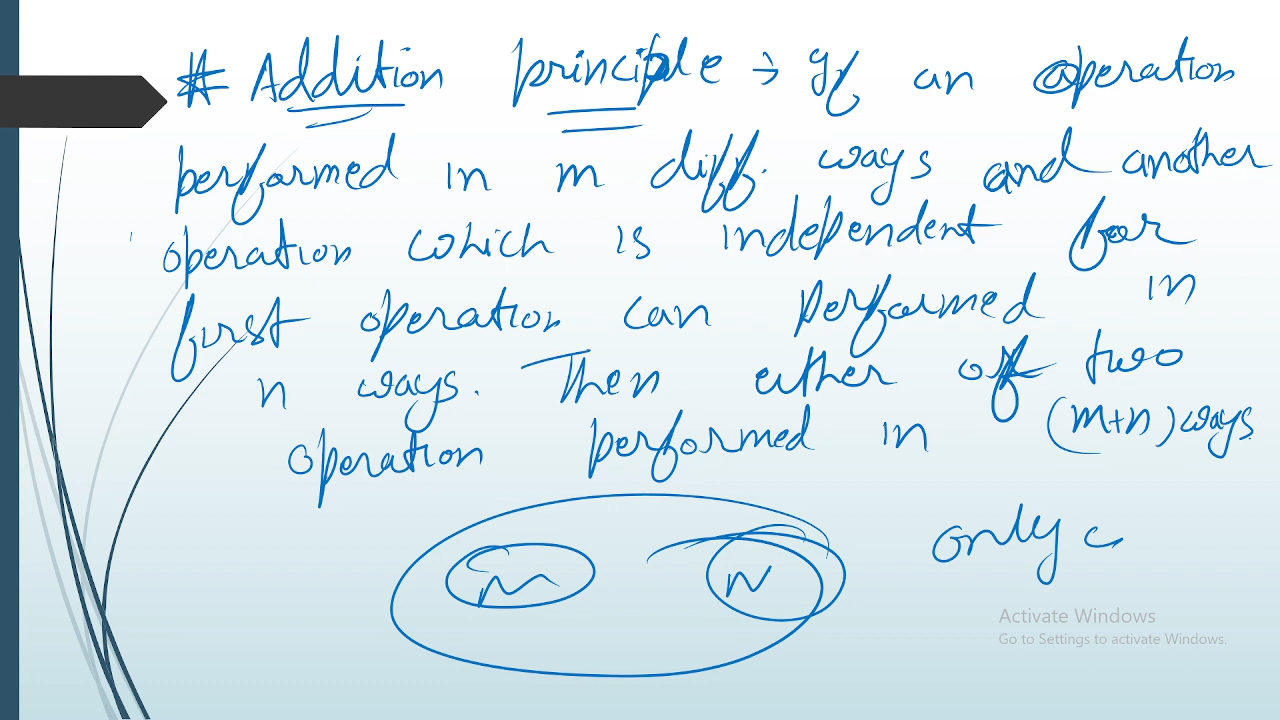 # Addition principle → If an operation
performed in m diff. ways and another
operation which is independent for
first operation can performed in
n ways. Then either of two
operation performed in (m+n) ways.
m n only c
Activate Windows
Go to Settings to activate Windows.